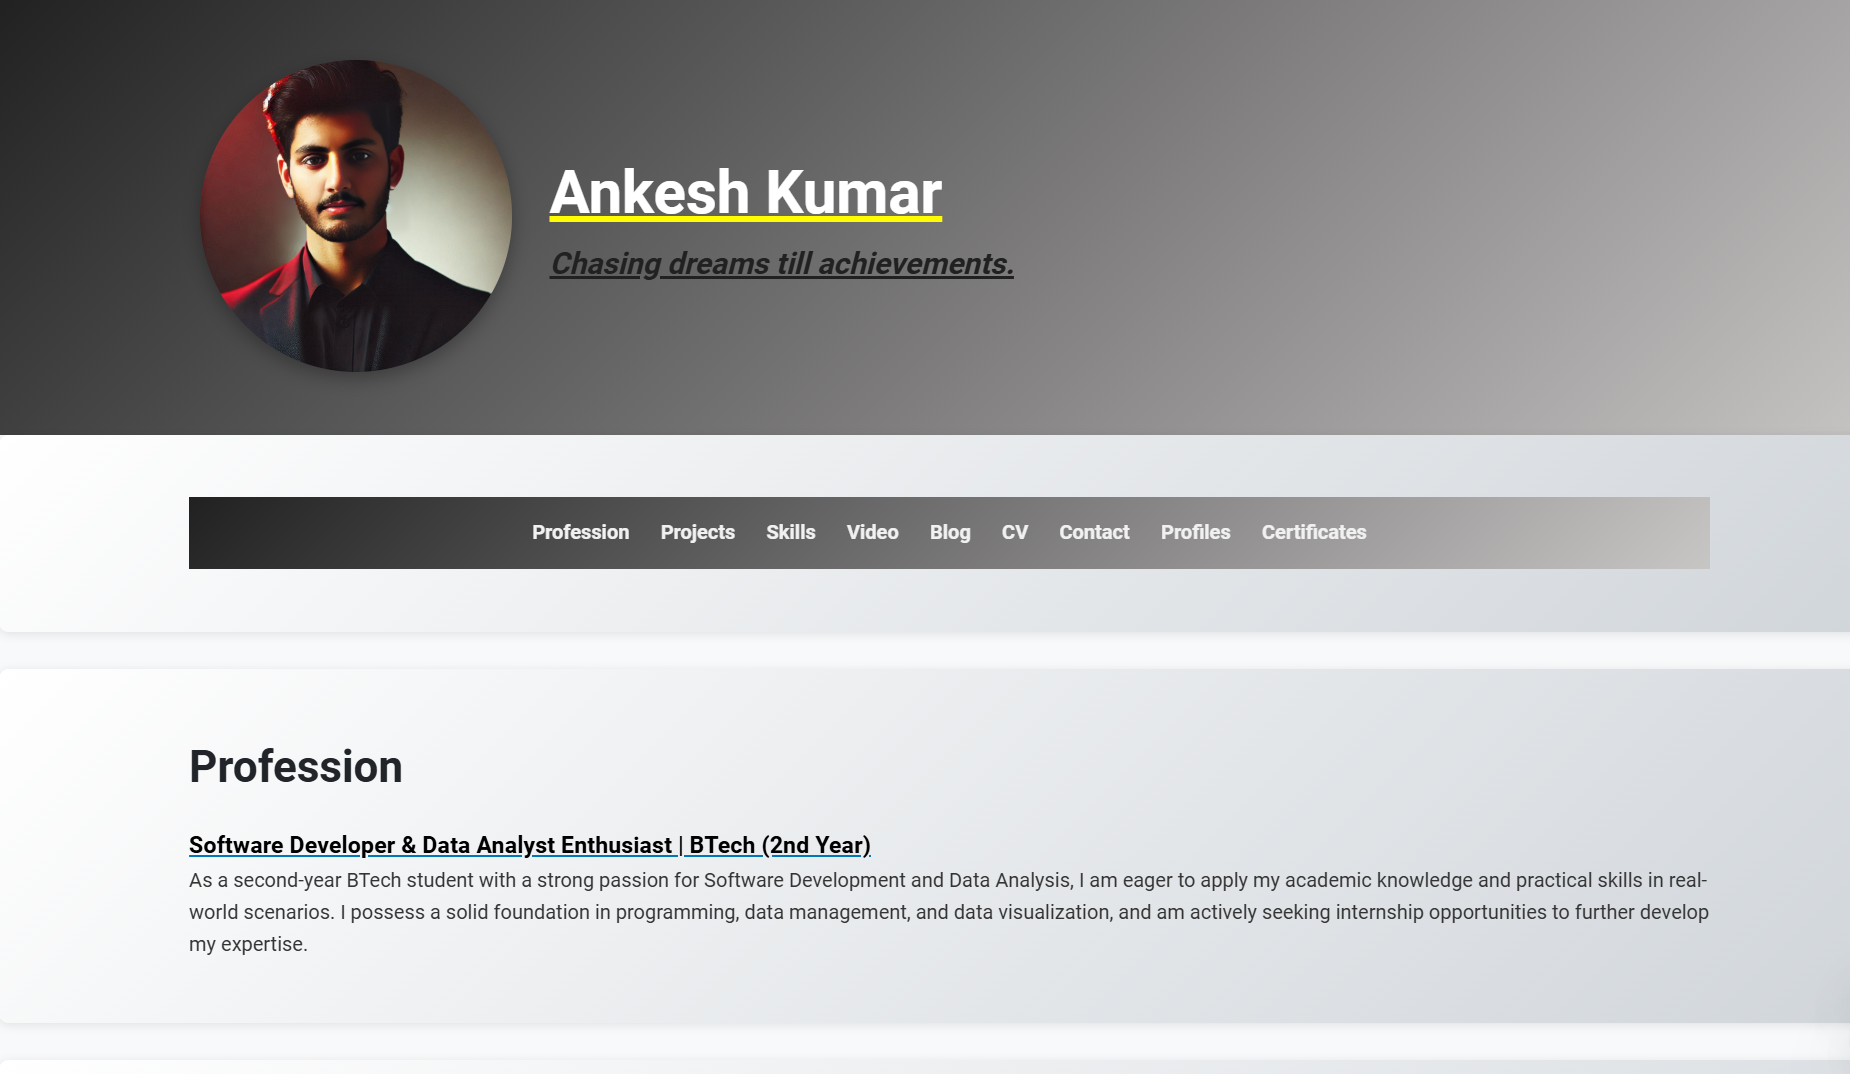 Ankesh Kumar
Chasing dreams till achievements.
Profession Projects Skills Video Blog CV Contact Profiles Certificates
Profession
Software Developer & Data Analyst Enthusiast | BTech (2nd Year)
As a second-year BTech student with a strong passion for Software Development and Data Analysis, I am eager to apply my academic knowledge and practical skills in real-
world scenarios. I possess a solid foundation in programming, data management, and data visualization, and am actively seeking internship opportunities to further develop
my expertise.